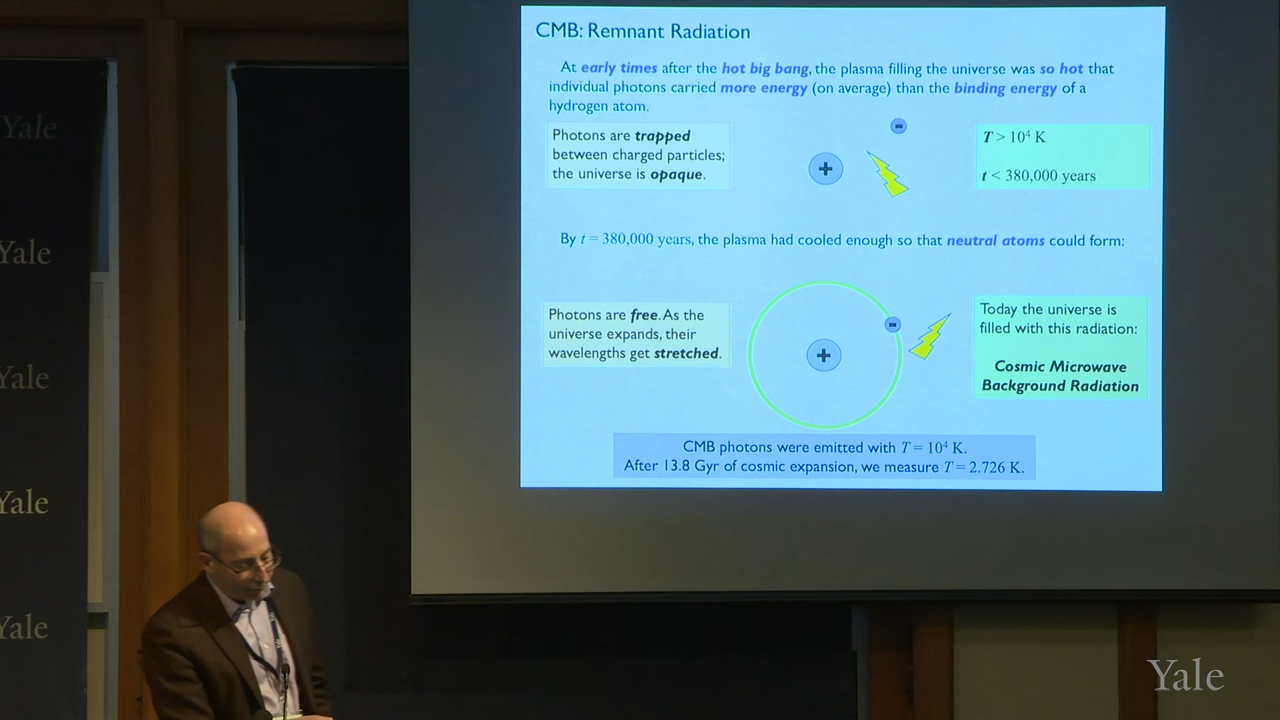 CMB: Remnant Radiation
At early times after the hot big bang, the plasma filling the universe was so hot that
individual photons carried more energy (on average) than the binding energy of a
hydrogen atom.
Photons are trapped
between charged particles;
the universe is opaque.
-
+
T > 10⁴ K
t < 380,000 years
By t = 380,000 years, the plasma had cooled enough so that neutral atoms could form:
Photons are free. As the
universe expands, their
wavelengths get stretched.
-
+
Today the universe is
filled with this radiation:
Cosmic Microwave
Background Radiation
CMB photons were emitted with T = 10⁴ K.
After 13.8 Gyr of cosmic expansion, we measure T = 2.726 K.
Yale
Yale
Yale
Yale
Yale
Yale